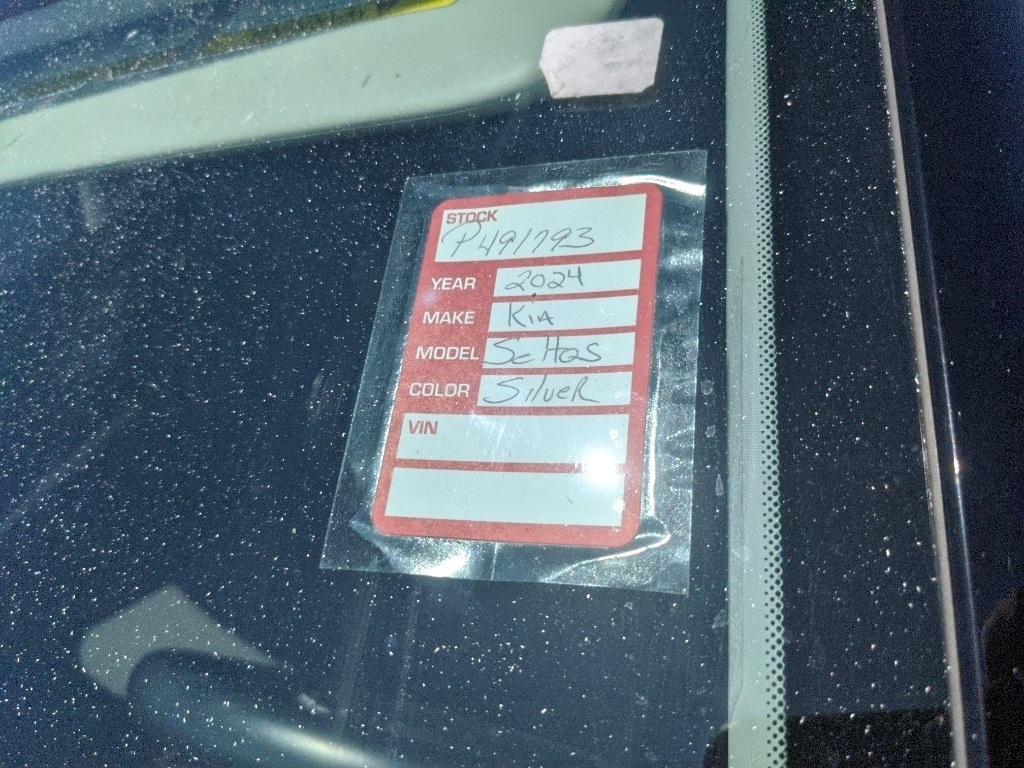 STOCK
P491793
YEAR 2024
MAKE KIA
MODEL Seltos
COLOR SilveR
VIN